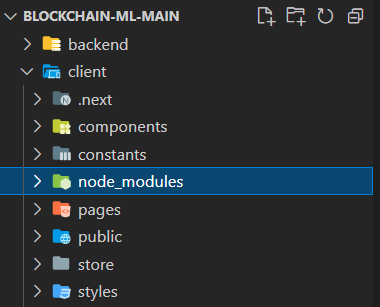 BLOCKCHAIN-ML-MAIN
backend
client
.next
components
constants
node_modules
pages
public
store
styles